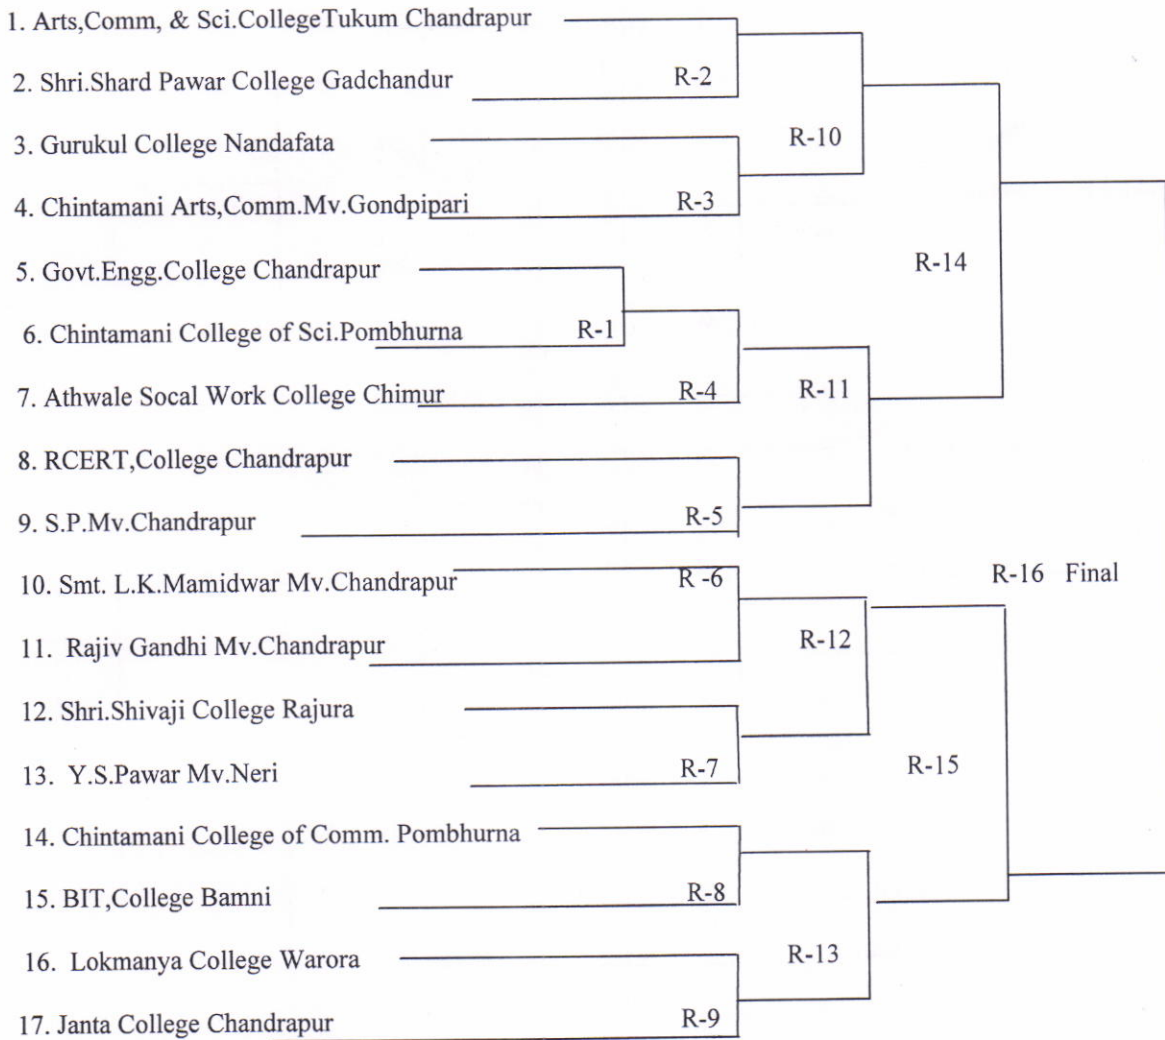 1. Arts,Comm, & Sci.CollegeTukum Chandrapur
2. Shri.Shard Pawar College Gadchandur R-2
3. Gurukul College Nandafata R-10
4. Chintamani Arts,Comm.Mv.Gondpipari R-3
5. Govt.Engg.College Chandrapur R-14
6. Chintamani College of Sci.Pombhurna R-1
7. Athwale Socal Work College Chimur R-4 R-11
8. RCERT,College Chandrapur
9. S.P.Mv.Chandrapur R-5
10. Smt. L.K.Mamidwar Mv.Chandrapur R -6 R-16 Final
11. Rajiv Gandhi Mv.Chandrapur R-12
12. Shri.Shivaji College Rajura
13. Y.S.Pawar Mv.Neri R-7 R-15
14. Chintamani College of Comm. Pombhurna
15. BIT,College Bamni R-8
16. Lokmanya College Warora R-13
17. Janta College Chandrapur R-9